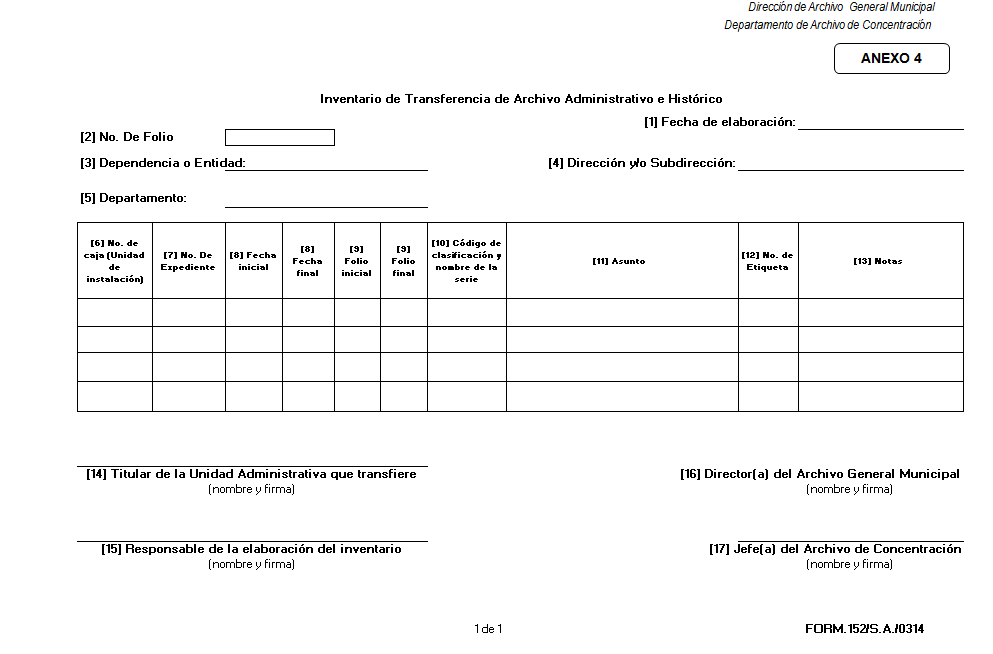 Dirección de Archivo General Municipal
Departamento de Archivo de Concentración
ANEXO 4
Inventario de Transferencia de Archivo Administrativo e Histórico
[1] Fecha de elaboración:
[2] No. De Folio
[3] Dependencia o Entidad:
[4] Dirección y/o Subdirección:
[5] Departamento:
[6] No. de
caja (Unidad
de
instalación)
[7] No. De
Expediente
[8] Fecha
inicial
[8]
Fecha
final
[9]
Folio
inicial
[9]
Folio
final
[10] Código de
clasificación y
nombre de la
serie
[11] Asunto
[12] No. de
Etiqueta
[13] Notas
[14] Titular de la Unidad Administrativa que transfiere
(nombre y firma)
[16] Director(a) del Archivo General Municipal
(nombre y firma)
[15] Responsable de la elaboración del inventario
(nombre y firma)
[17] Jefe(a) del Archivo de Concentración
(nombre y firma)
1 de 1
FORM.152/S.A./0314